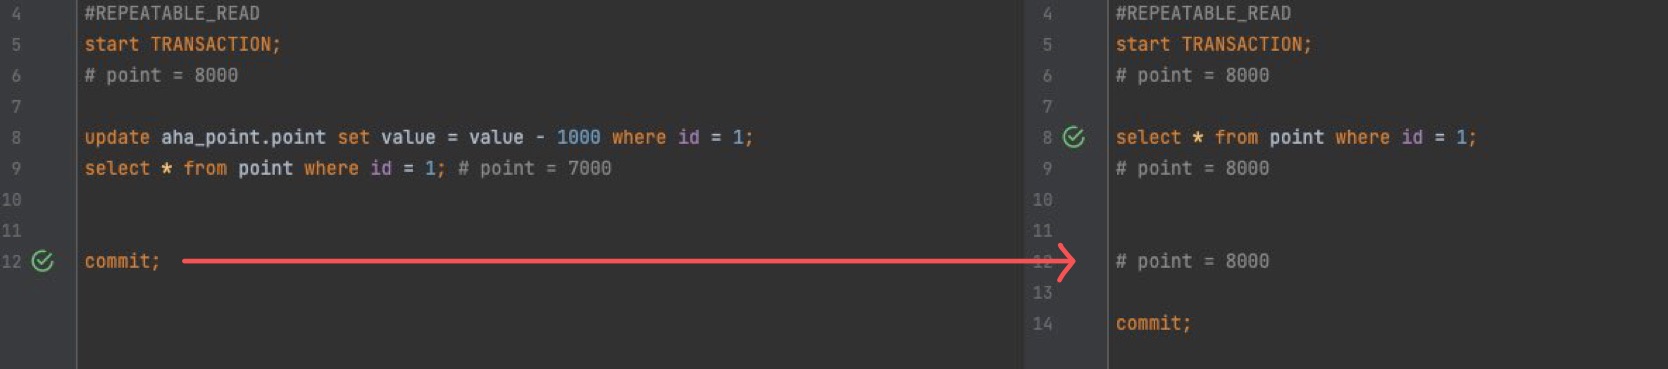 4 #REPEATABLE_READ
5 start TRANSACTION;
6 # point = 8000
7
8 update aha_point.point set value = value - 1000 where id = 1;
9 select * from point where id = 1; # point = 7000
10
11
12 commit;
4 #REPEATABLE_READ
5 start TRANSACTION;
6 # point = 8000
7
8 select * from point where id = 1;
9 # point = 8000
10
11
12 # point = 8000
13
14 commit;